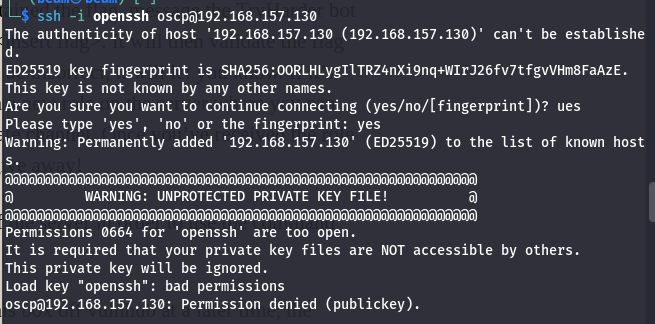 (beam㉿beam)-[~]
└─$ ssh -i openssh oscp@192.168.157.130
The authenticity of host '192.168.157.130 (192.168.157.130)' can't be establishe
d.
ED25519 key fingerprint is SHA256:OORLHLygIlTRZ4nXi9nq+WIrJ26fv7tfgvVHm8FaAzE.
This key is not known by any other names.
Are you sure you want to continue connecting (yes/no/[fingerprint])? ues
Please type 'yes', 'no' or the fingerprint: yes
Warning: Permanently added '192.168.157.130' (ED25519) to the list of known host
s.
@@@@@@@@@@@@@@@@@@@@@@@@@@@@@@@@@@@@@@@@@@@@@@@@@@@@@@@@@@@
@         WARNING: UNPROTECTED PRIVATE KEY FILE!          @
@@@@@@@@@@@@@@@@@@@@@@@@@@@@@@@@@@@@@@@@@@@@@@@@@@@@@@@@@@@
Permissions 0664 for 'openssh' are too open.
It is required that your private key files are NOT accessible by others.
This private key will be ignored.
Load key "openssh": bad permissions
oscp@192.168.157.130: Permission denied (publickey).